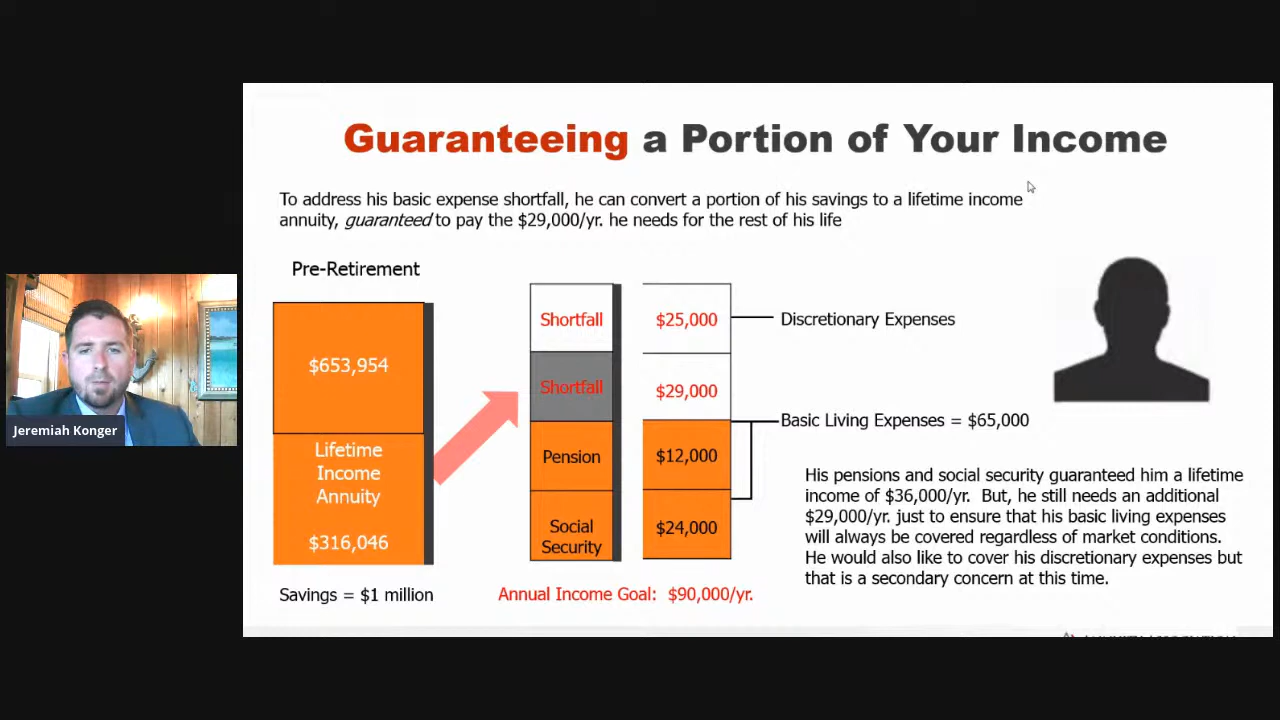 Guaranteeing a Portion of Your Income
To address his basic expense shortfall, he can convert a portion of his savings to a lifetime income
annuity, guaranteed to pay the $29,000/yr. he needs for the rest of his life
Pre-Retirement
$653,954
Lifetime
Income
Annuity
$316,046
Savings = $1 million
Shortfall
$25,000
Discretionary Expenses
Shortfall
$29,000
Basic Living Expenses = $65,000
Pension
$12,000
Social
Security
$24,000
Annual Income Goal: $90,000/yr.
His pensions and social security guaranteed him a lifetime
income of $36,000/yr. But, he still needs an additional
$29,000/yr. just to ensure that his basic living expenses
will always be covered regardless of market conditions.
He would also like to cover his discretionary expenses but
that is a secondary concern at this time.
Jeremiah Konger